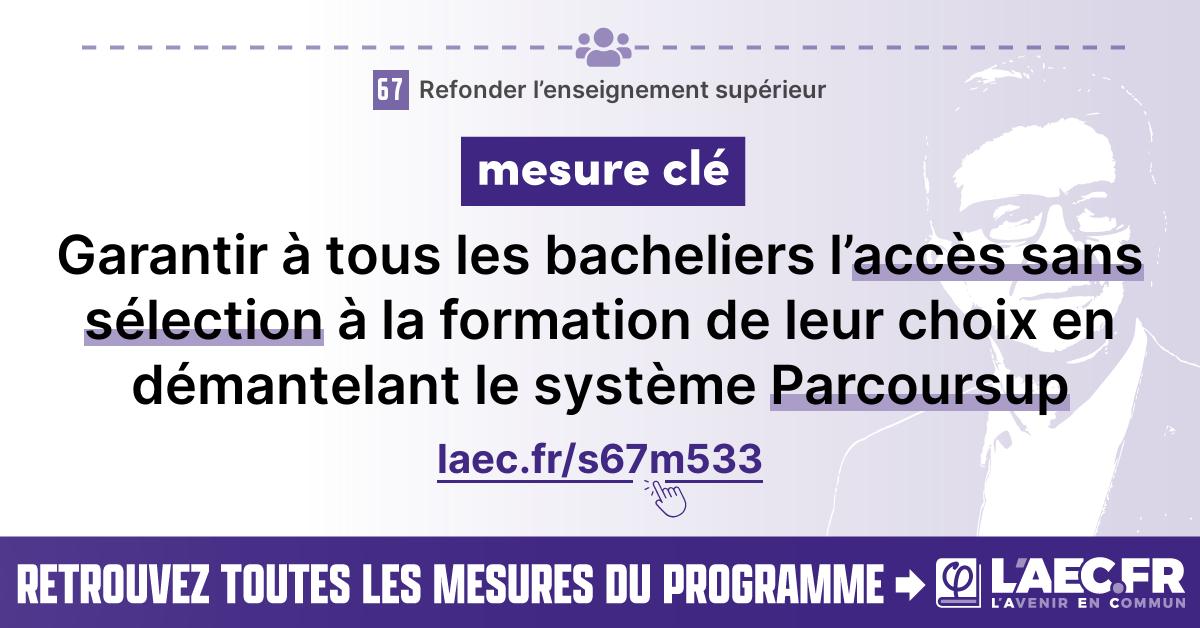 67 Refonder l’enseignement supérieur
mesure clé
Garantir à tous les bacheliers l’accès sans
sélection à la formation de leur choix en
démantelant le système Parcoursup
laec.fr/s67m533
RETROUVEZ TOUTES LES MESURES DU PROGRAMME
φ L'AEC.FR
L'AVENIR EN COMMUN